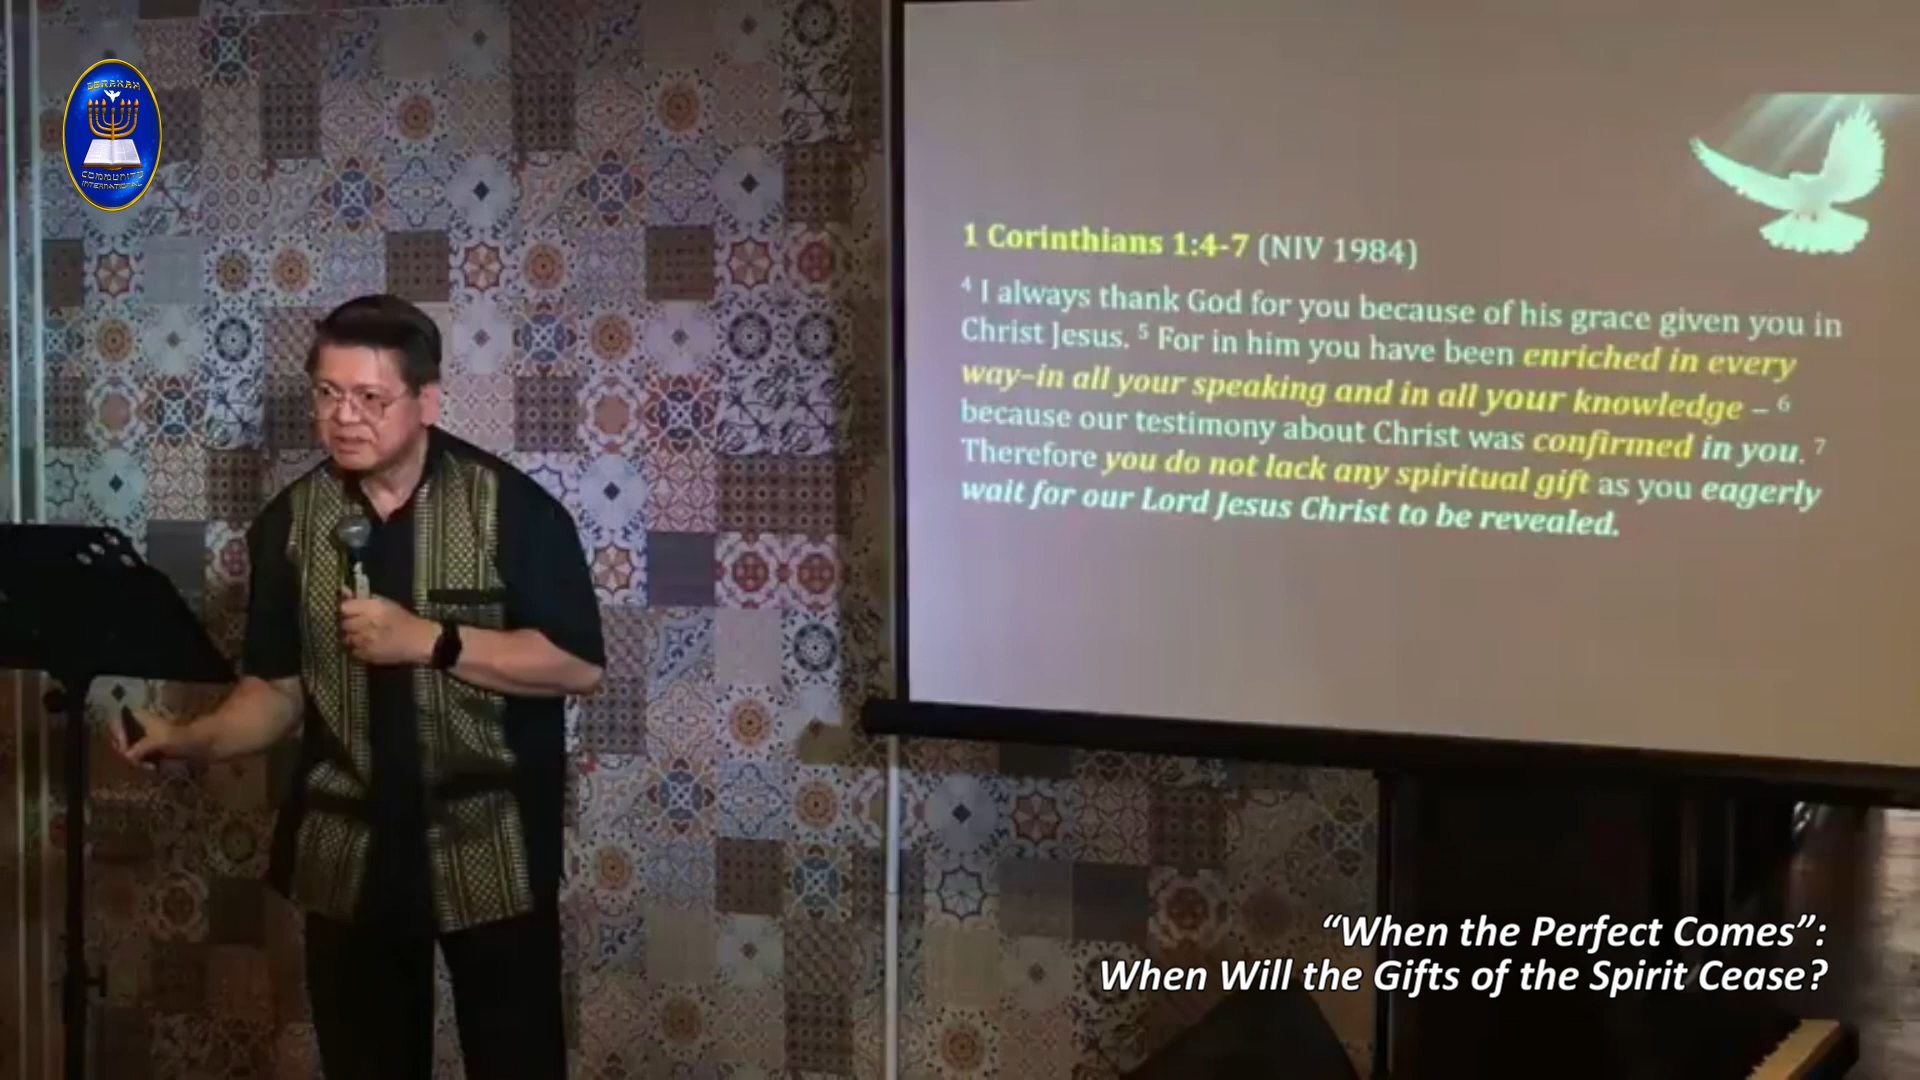 BERAKAH
COMMUNITY
INTERNATIONAL
1 Corinthians 1:4-7 (NIV 1984)
4 I always thank God for you because of his grace given you in
Christ Jesus. 5 For in him you have been enriched in every
way–in all your speaking and in all your knowledge – 6
because our testimony about Christ was confirmed in you. 7
Therefore you do not lack any spiritual gift as you eagerly
wait for our Lord Jesus Christ to be revealed.
“When the Perfect Comes”:
When Will the Gifts of the Spirit Cease?